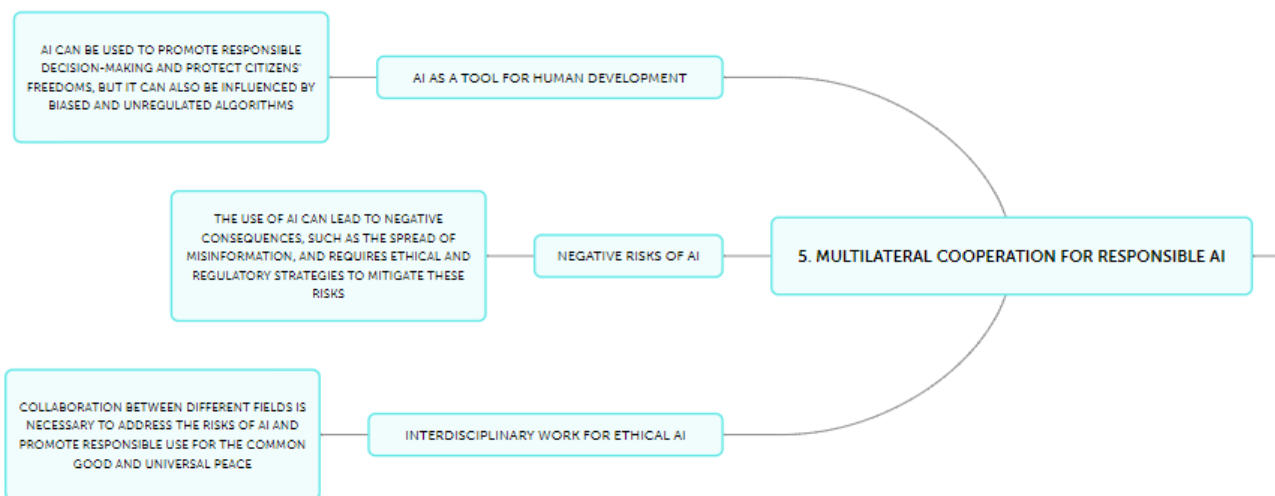 AI CAN BE USED TO PROMOTE RESPONSIBLE
DECISION-MAKING AND PROTECT CITIZENS'
FREEDOMS, BUT IT CAN ALSO BE INFLUENCED BY
BIASED AND UNREGULATED ALGORITHMS
AI AS A TOOL FOR HUMAN DEVELOPMENT
THE USE OF AI CAN LEAD TO NEGATIVE
CONSEQUENCES, SUCH AS THE SPREAD OF
MISINFORMATION, AND REQUIRES ETHICAL AND
REGULATORY STRATEGIES TO MITIGATE THESE
RISKS
NEGATIVE RISKS OF AI
5. MULTILATERAL COOPERATION FOR RESPONSIBLE AI
COLLABORATION BETWEEN DIFFERENT FIELDS IS
NECESSARY TO ADDRESS THE RISKS OF AI AND
PROMOTE RESPONSIBLE USE FOR THE COMMON
GOOD AND UNIVERSAL PEACE
INTERDISCIPLINARY WORK FOR ETHICAL AI